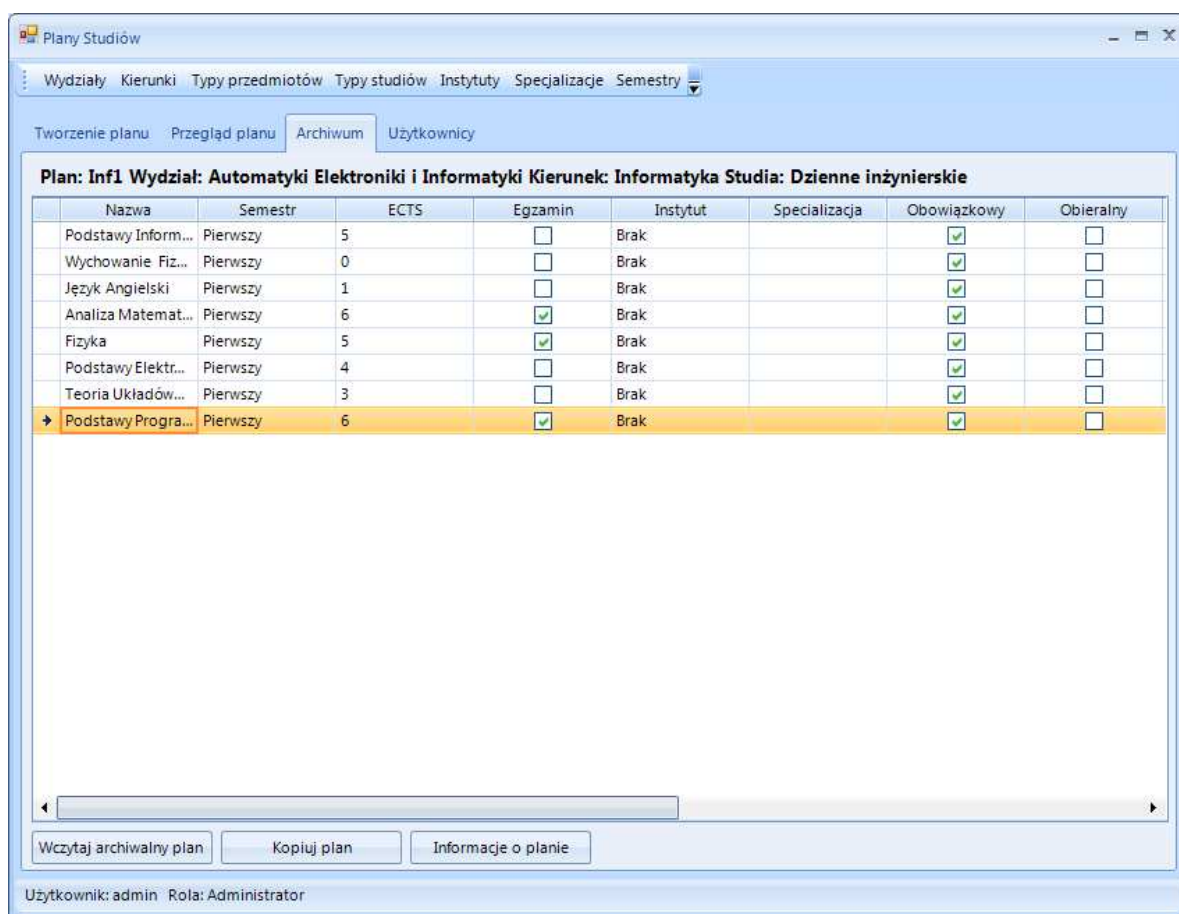 Plany Studiów
Wydziały Kierunki Typy przedmiotów Typy studiów Instytuty Specjalizacje Semestry
Tworzenie planu Przegląd planu Archiwum Użytkownicy
Plan: Inf1 Wydział: Automatyki Elektroniki i Informatyki Kierunek: Informatyka Studia: Dzienne inżynierskie
Nazwa Semestr ECTS Egzamin Instytut Specjalizacja Obowiązkowy Obieralny
Podstawy Inform... Pierwszy 5 Brak
Wychowanie Fiz... Pierwszy 0 Brak
Język Angielski Pierwszy 1 Brak
Analiza Matemat... Pierwszy 6 Brak
Fizyka Pierwszy 5 Brak
Podstawy Elektr... Pierwszy 4 Brak
Teoria Układów... Pierwszy 3 Brak
Podstawy Progra... Pierwszy 6 Brak
Wczytaj archiwalny plan Kopiuj plan Informacje o planie
Użytkownik: admin Rola: Administrator